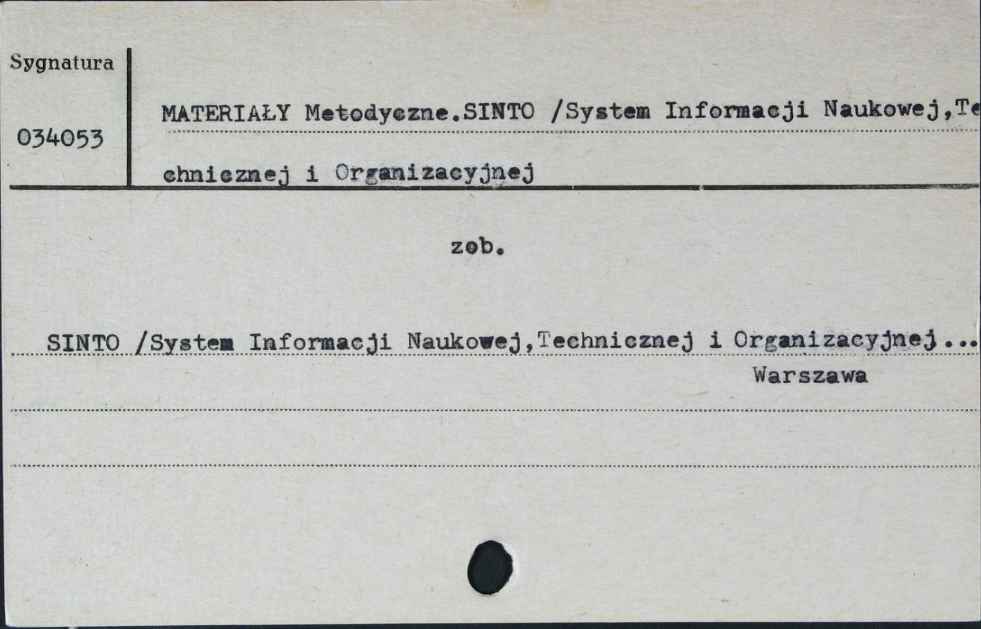 Sygnatura
MATERIAŁY Metodyczne.SINTO /System Informacji Naukowej,Te
034053
chnicznej i Organizacyjnej
zob.
SINTO /System Informacji Naukowej,Technicznej i Organizacyjnej...
Warszawa